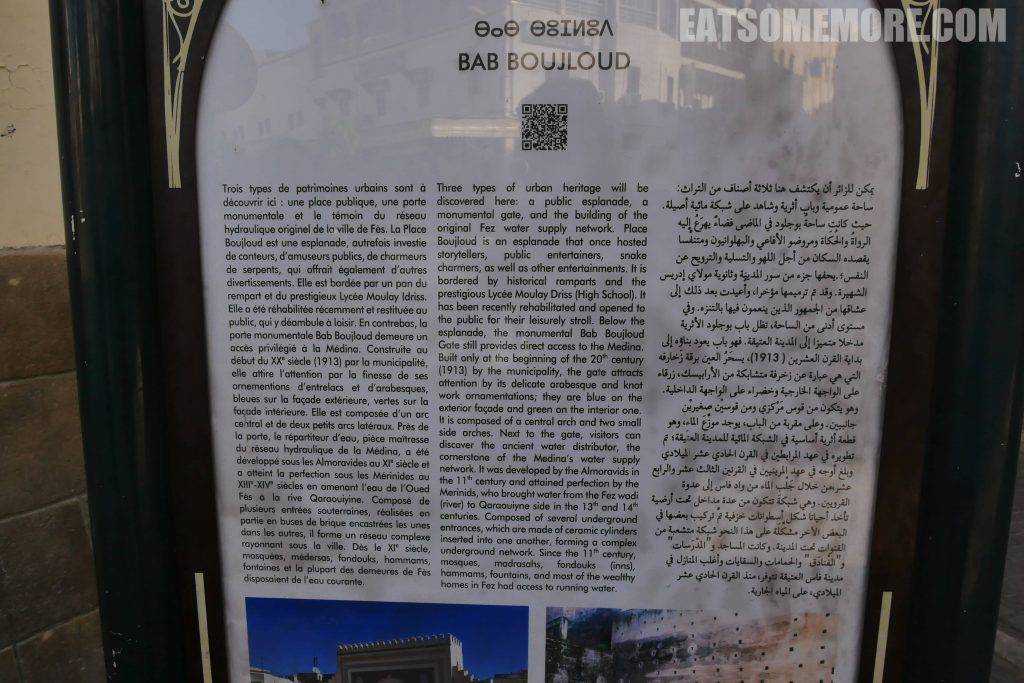 EATSOMEMORE.COM
ⴱⴰⴱ ⴱⵓⵊⵍⵓⴷ
BAB BOUJLOUD
Trois types de patrimoines urbains sont à
découvrir ici : une place publique, une porte
monumentale et le témoin du réseau
hydraulique originel de la ville de Fès. La Place
Boujloud est une esplanade, autrefois investie
de conteurs, d'amuseurs publics, de charmeurs
de serpents, qui offrait également d'autres
divertissements. Elle est bordée par un pan du
rempart et du prestigieux Lycée Moulay Idriss.
Elle a été réhabilitée récemment et restituée au
public, qui y déambule à loisir. En contrebas, la
porte monumentale Bab Boujloud demeure un
accès privilégié à la Médina. Construite au
début du XXᵉ siècle (1913) par la municipalité,
elle attire l'attention par la finesse de ses
ornementions d'entrelacs et d'arabesques,
bleues sur la façade extérieure, vertes sur la
façade intérieure. Elle est composée d'un arc
central et de deux petits arcs latéraux. Près de
la porte, le répartiteur d'eau, pièce maîtresse
du réseau hydraulique de la Médina, a été
développé sous les Almoravides au XIᵉ siècle et
a atteint la perfection sous les Mérinides au
XIIIᵉ-XIVᵉ siècles en amenant l'eau de l'Oued
Fès à la rive Qaraouiyine. Composé de
plusieurs entrées souterraines, réalisées en
partie en buses de brique encastrées les unes
dans les autres, il forme un réseau complexe
rayonnant sous la ville. Dès le XIᵉ siècle,
mosquées, médersas, fondouks, hammams,
fontaines et la plupart des demeures de Fès
disposaient de l'eau courante.
Three types of urban heritage will be
discovered here: a public esplanade, a
monumental gate, and the building of the
original Fez water supply network. Place
Boujloud is an esplanade that once hosted
storytellers, public entertainers, snake
charmers, as well as other entertainments. It is
bordered by historical ramparts and the
prestigious Lycée Moulay Driss (High School). It
has been recently rehabilitated and opened to
the public for their leisurely stroll. Below the
esplanade, the monumental Bab Boujloud
Gate still provides direct access to the Medina.
Built only at the beginning of the 20th century
(1913) by the municipality, the gate attracts
attention by its delicate arabesque and knot
work ornamentations; they are blue on the
exterior façade and green on the interior one.
It is composed of a central arch and two small
side arches. Next to the gate, visitors can
discover the ancient water distributor, the
cornerstone of the Medina's water supply
network. It was developed by the Almoravids in
the 11th century and attained perfection by the
Merinids, who brought water from the Fez wadi
(river) to Qaraouiyne side in the 13th and 14th
centuries. Composed of several underground
entrances, which are made of ceramic cylinders
inserted into one another, forming a complex
underground network. Since the 11th century,
mosques, madrasahs, fondouks (inns),
hammams, fountains, and most of the wealthy
homes in Fez had access to running water.
يمكن للزائر أن يكتشف هنا ثلاثة أصناف من التراث:
ساحة عمومية وباب أثرية وشاهد على شبكة مائية أصيلة.
حيث كانت ساحة بوجلود في الماضي فضاءً يهرَعُ إليه
الرواة والحُكاة ومروضو الأفاعي والبهلوانيون ومتنفسا
يقصده السكان من أجل اللهو والتسلية والترويح عن
النفس؛ يحفها جزء من سور المدينة وثانوية مولاي إدريس
الشهيرة. وقد تم ترميمها مؤخرا، وأعيدت بعد ذلك إلى
عشاقها من الجمهور الذين ينعمون فيها بالتنزه. وفي
مستوى أدنى من الساحة، تظل باب بوجلود الأثرية
مدخلا متميزا إلى المدينة العتيقة. فهو باب يعود بناؤه إلى
بداية القرن العشرين (1913)، يسحَرُ العين برقة زخارفه
التي هي عبارة عن زخرفة متشابكة من الأرابيسك، زرقاء
على الواجهة الخارجية وخضراء على الواجهة الداخلية.
وهو يتكون من قوس مركزي ومن قوسين صغيرين
جانبيين. وعلى مقربة من الباب، يوجد موزّع الماء، وهو
قطعة أثرية أساسية في الشبكة المائية للمدينة العتيقة؛ تم
تطويره في عهد المرابطين في القرن الحادي عشر الميلادي
وبلغ أوجه في عهد المرينيين في القرنين الثالث عشر والرابع
عشر من خلال جلب الماء من واد فاس إلى عدوة
القرويين. وهي شبكة تتكون من عدة مداخل تحت أرضية
تأخذ أحيانا شكل أسطوانات خزفية تم تركيب بعضها في
البعض الآخر مشكّلة على هذا النحو شبكة متشعبة من
القنوات تحت المدينة. وكانت المساجد و"المدّرسات"
و"الفنادق" والحمامات والسقايات وأغلب المنازل في
مدينة فاس العتيقة تتوفر، منذ القرن الحادي عشر
الميلادي، على المياه الجارية.